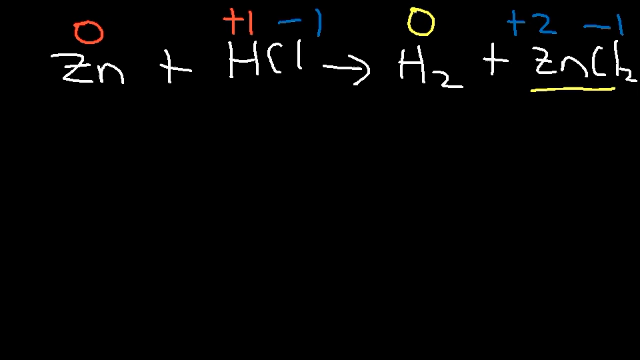 0 +1 -1 0 +2 -1
Zn + HCl → H₂ + ZnCl₂